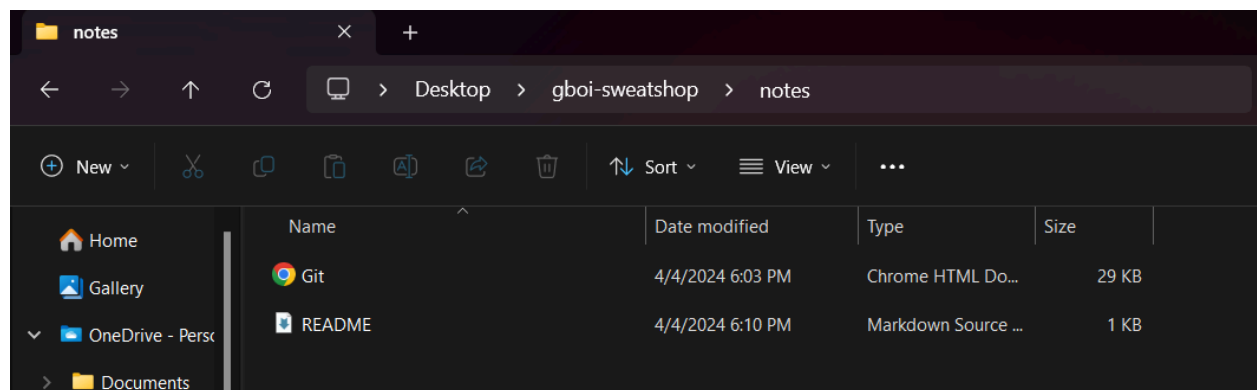 notes
Desktop > gboi-sweatshop > notes
New Sort View
Name Date modified Type Size
Home
Git 4/4/2024 6:03 PM Chrome HTML Do... 29 KB
Gallery
README 4/4/2024 6:10 PM Markdown Source ... 1 KB
OneDrive - Perso
Documents